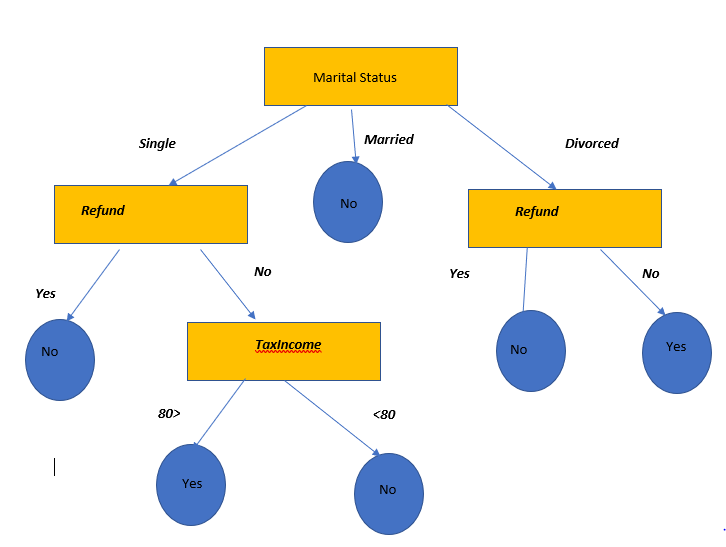 Marital Status
Single
Married
Divorced
Refund
No
Refund
Yes
No
Yes
No
No
TaxIncome
No
Yes
80>
<80
Yes
No